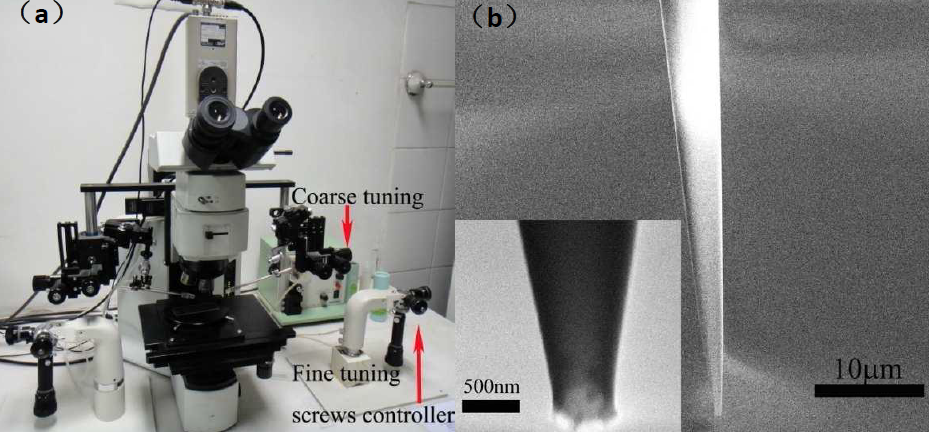 (a)
Coarse tuning
Fine tuning
screws controller
(b)
500nm
10μm